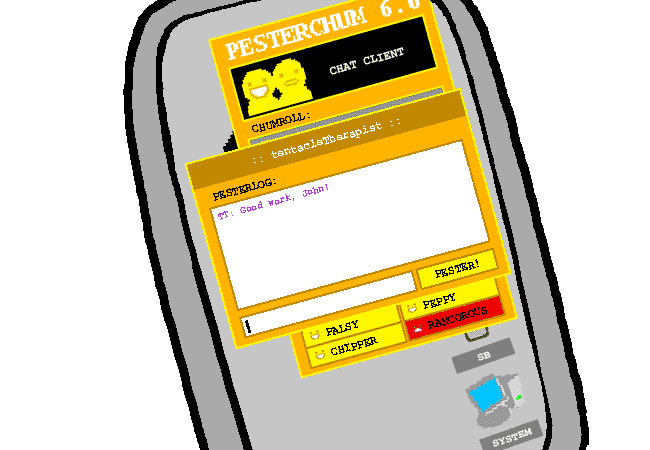 PESTERCHUM 6.0
CHAT CLIENT
CHUMROLL:
:: tentacleTherapist ::
PESTERLOG:
TT: Good work, John!
PESTER!
PALSY
PEPPY
CHIPPER
RANCOROUS
SB
SYSTEM